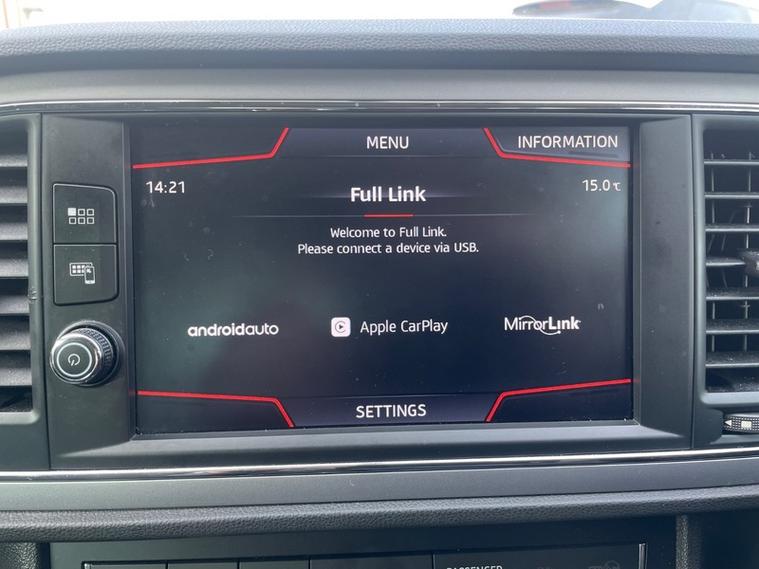 MENU
INFORMATION
14:21
Full Link
15.0 °C
Welcome to Full Link.
Please connect a device via USB.
androidauto
Apple CarPlay
MirrorLink
SETTINGS
PASSENGER